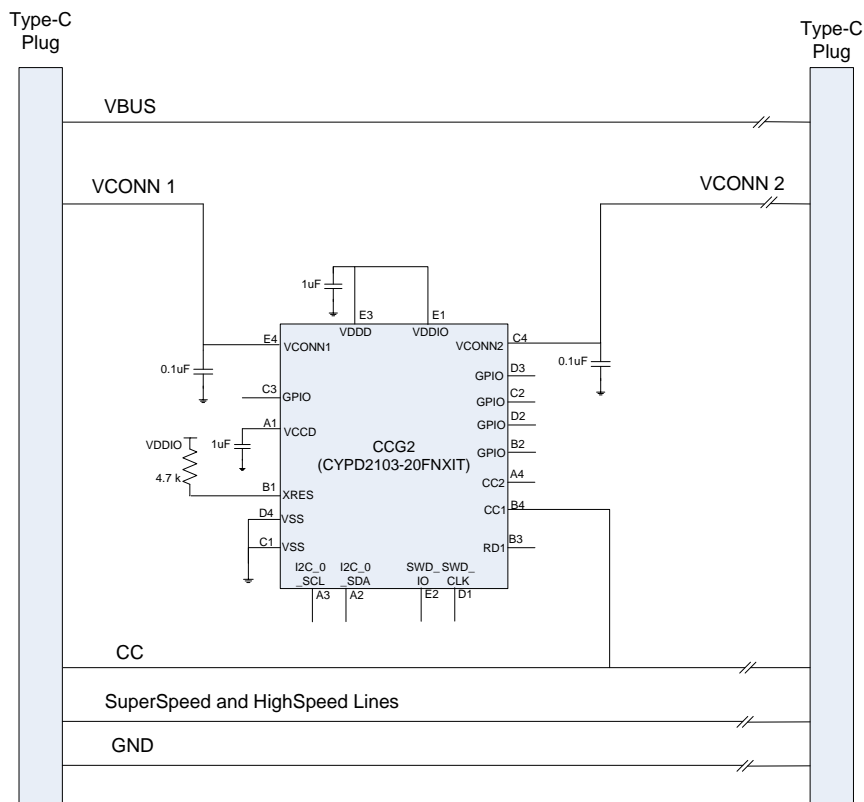 Type-C
Plug
Type-C
Plug
VBUS
VCONN 1
VCONN 2
1uF
E3
E1
VDDD
VDDIO
E4
VCONN1
VCONN2
C4
0.1uF
0.1uF
C3
GPIO
GPIO
D3
GPIO
C2
GPIO
D2
GPIO
B2
A1
VCCD
VDDIO
1uF
4.7 k
CCG2
(CYPD2103-20FNXIT)
CC2
A4
B1
XRES
CC1
B4
D4
VSS
C1
VSS
RD1
B3
I2C_0
_SCL
I2C_0
_SDA
SWD_
IO
SWD_
CLK
A3
A2
E2
D1
CC
SuperSpeed and HighSpeed Lines
GND